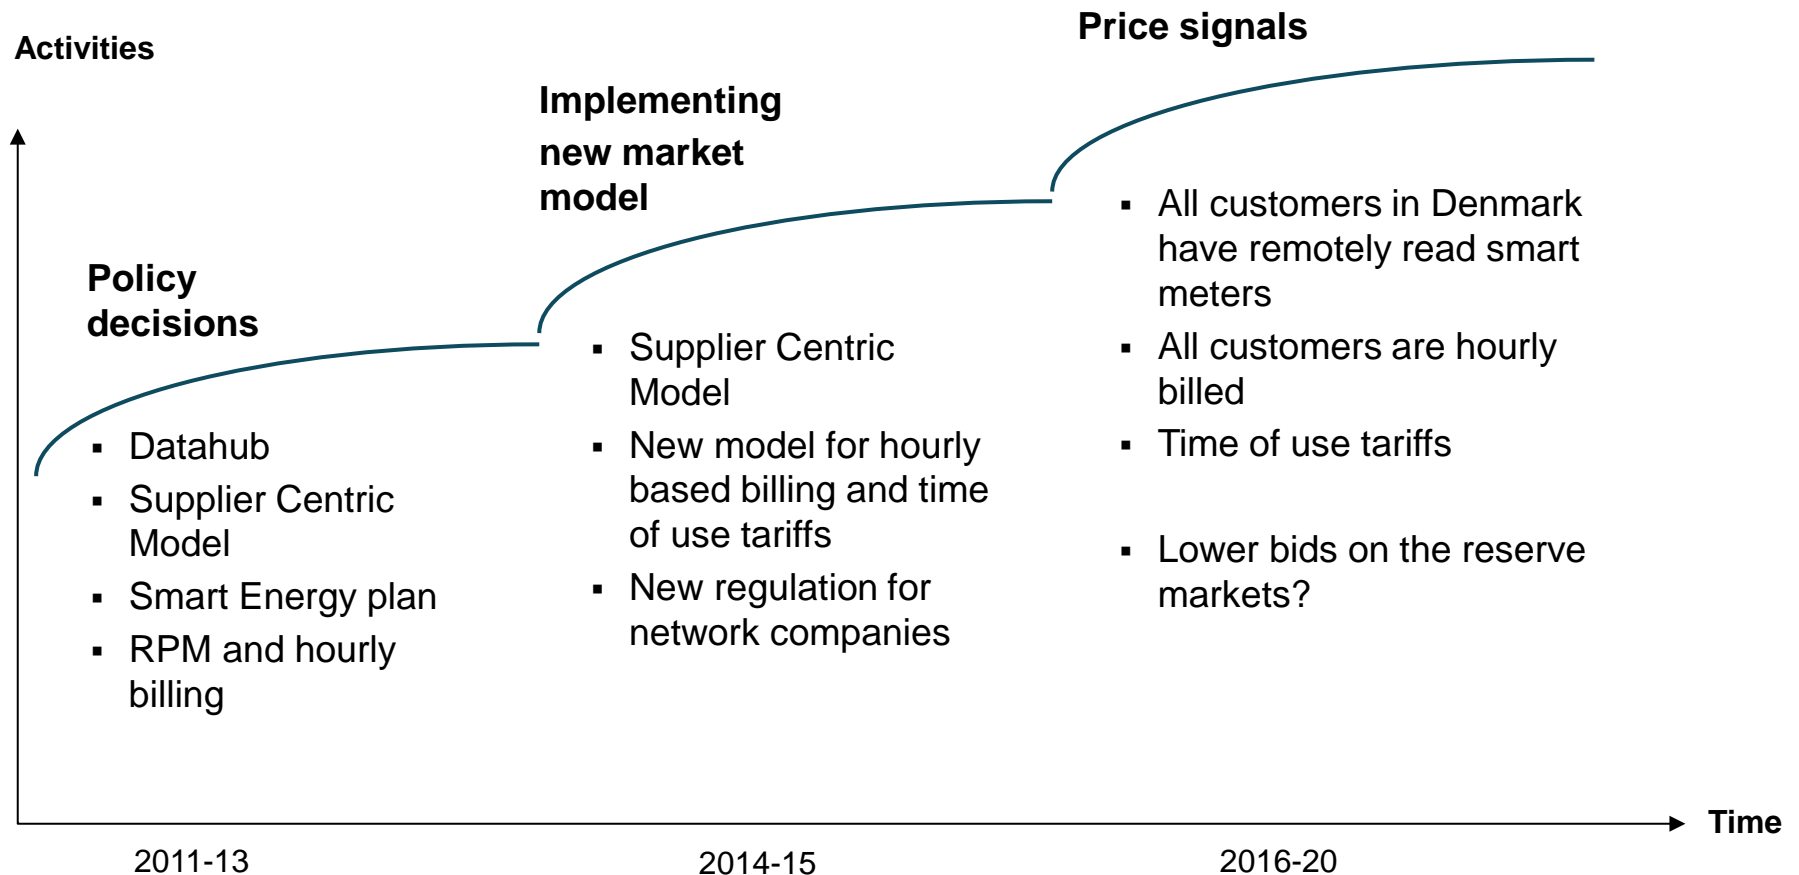 Activities
Price signals
Implementing
new market
model
Policy
decisions
▪ Datahub
▪ Supplier Centric
Model
▪ Smart Energy plan
▪ RPM and hourly
billing
▪ Supplier Centric
Model
▪ New model for hourly
based billing and time
of use tariffs
▪ New regulation for
network companies
▪ All customers in Denmark
have remotely read smart
meters
▪ All customers are hourly
billed
▪ Time of use tariffs
▪ Lower bids on the reserve
markets?
Time
2011-13
2014-15
2016-20